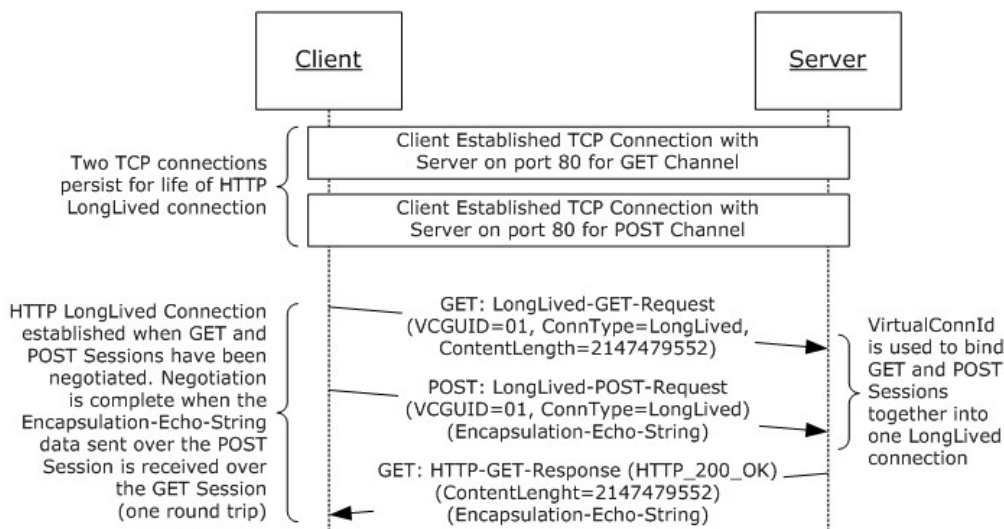 Client
Server
Two TCP connections
persist for life of HTTP
LongLived connection
Client Established TCP Connection with
Server on port 80 for GET Channel
Client Established TCP Connection with
Server on port 80 for POST Channel
HTTP LongLived Connection
established when GET and
POST Sessions have been
negotiated. Negotiation
is complete when the
Encapsulation-Echo-String
data sent over the POST
Session is received over
the GET Session
(one round trip)
GET: LongLived-GET-Request
(VCGUID=01, ConnType=LongLived,
ContentLength=2147479552)
POST: LongLived-POST-Request
(VCGUID=01, ConnType=LongLived)
(Encapsulation-Echo-String)
GET: HTTP-GET-Response (HTTP_200_OK)
(ContentLenght=2147479552)
(Encapsulation-Echo-String)
VirtualConnId
is used to bind
GET and POST
Sessions
together into
one LongLived
connection